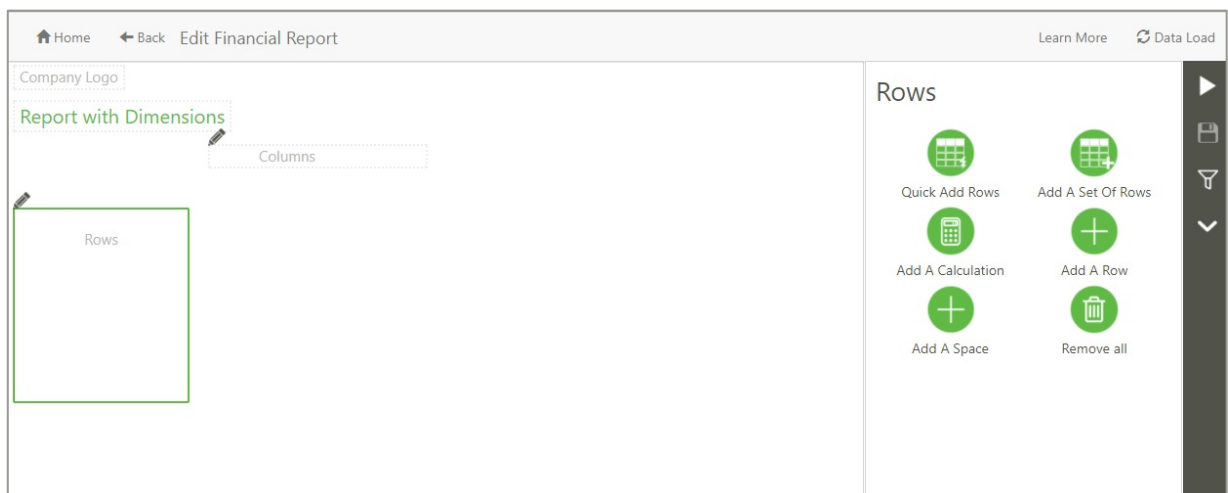 Home Back Edit Financial Report Learn More Data Load
Company Logo
Report with Dimensions
Columns
Rows
Rows
Quick Add Rows Add A Set Of Rows
Add A Calculation Add A Row
Add A Space Remove all